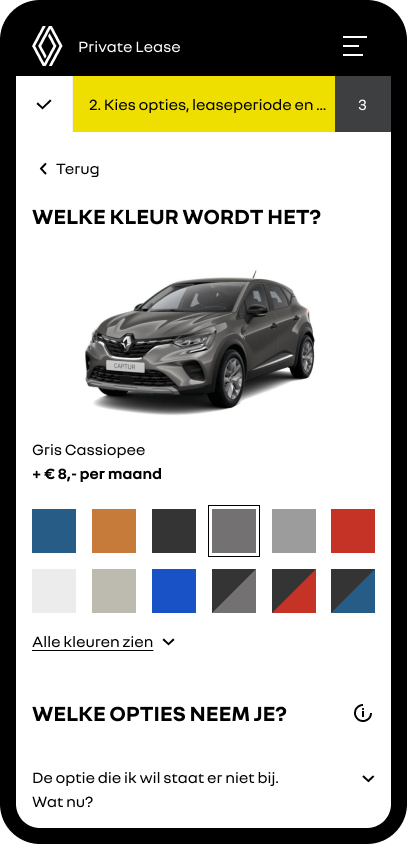 Private Lease
2. Kies opties, leaseperiode en ...
3
Terug
WELKE KLEUR WORDT HET?
CAPTUR
Gris Cassiopee
+ € 8,- per maand
Alle kleuren zien
WELKE OPTIES NEEM JE?
De optie die ik wil staat er niet bij.
Wat nu?